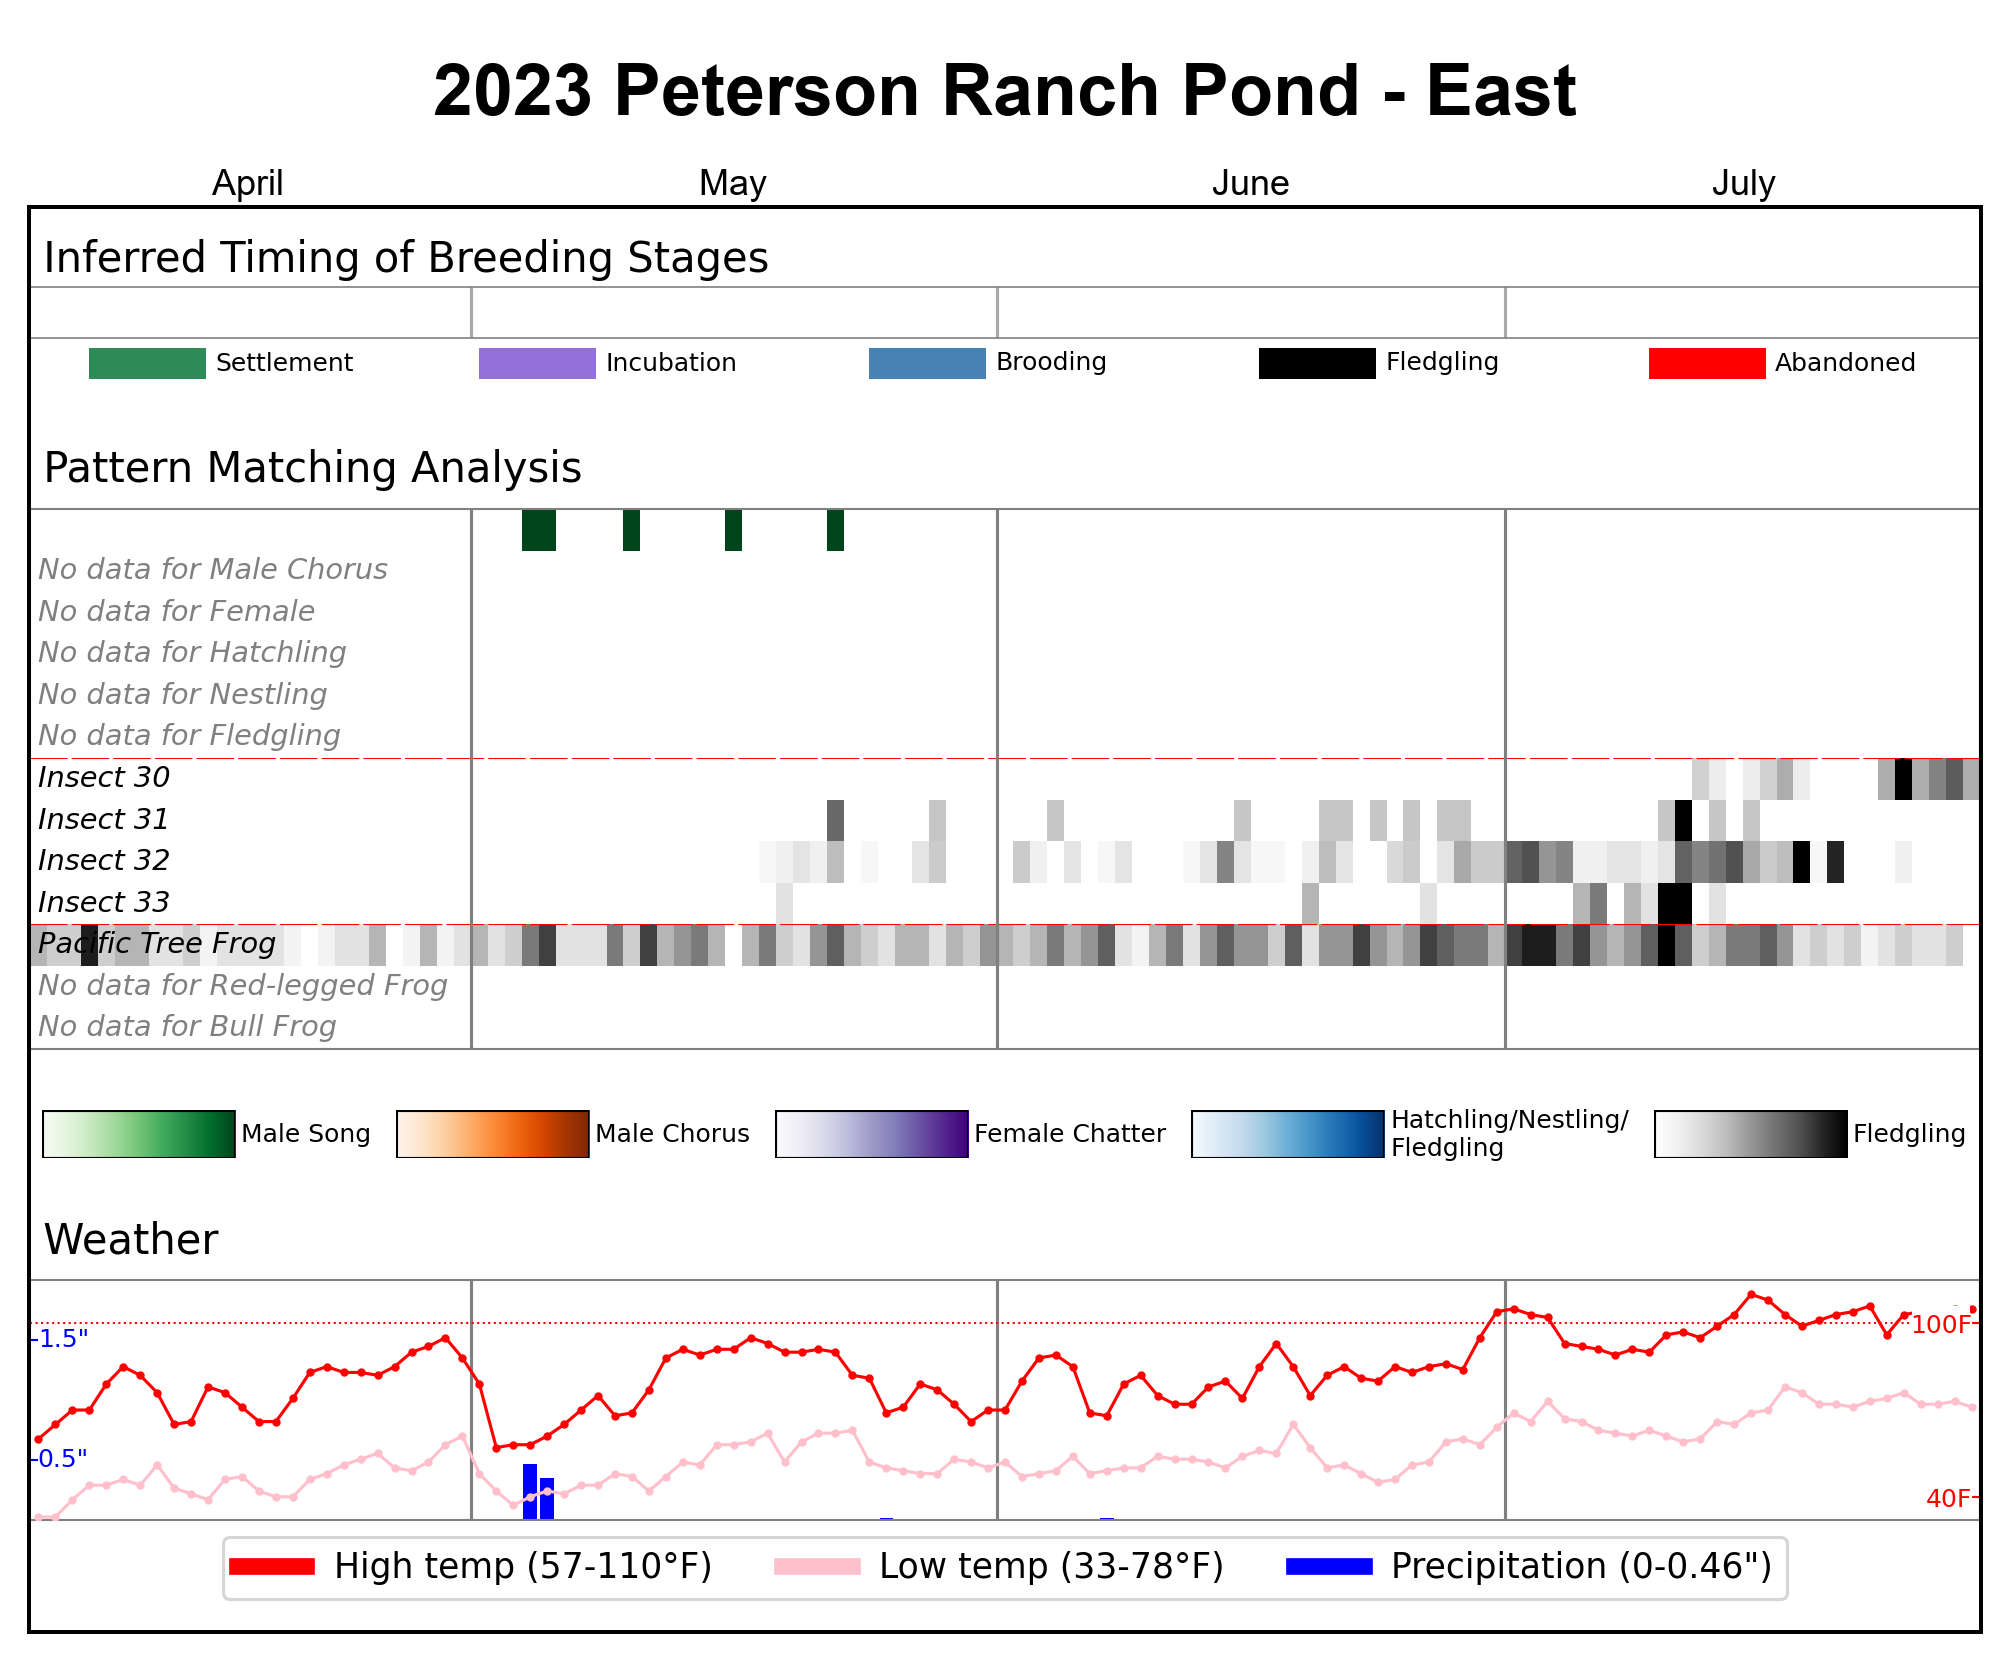 2023 Peterson Ranch Pond - East
April May June July
Inferred Timing of Breeding Stages
Settlement Incubation Brooding Fledgling Abandoned
Pattern Matching Analysis
No data for Male Chorus
No data for Female
No data for Hatchling
No data for Nestling
No data for Fledgling
Insect 30
Insect 31
Insect 32
Insect 33
Pacific Tree Frog
No data for Red-legged Frog
No data for Bull Frog
Male Song Male Chorus Female Chatter Hatchling/Nestling/
Fledgling Fledgling
Weather
1.5" 100F
0.5"
40F
High temp (57-110°F) Low temp (33-78°F) Precipitation (0-0.46")